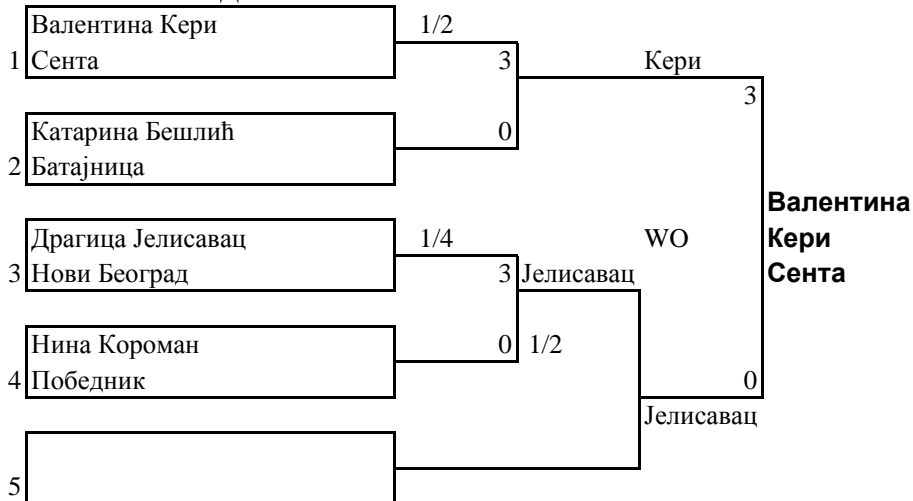 Валентина Кери 1/2
1 Сента 3 Кери
3
Катарина Бешлић 0
2 Батајница
Валентина
Драгица Јелисавац 1/4 WO Кери
3 Нови Београд 3 Јелисавац Сента
Нина Короман 0 1/2
4 Победник 0
Јелисавац
5